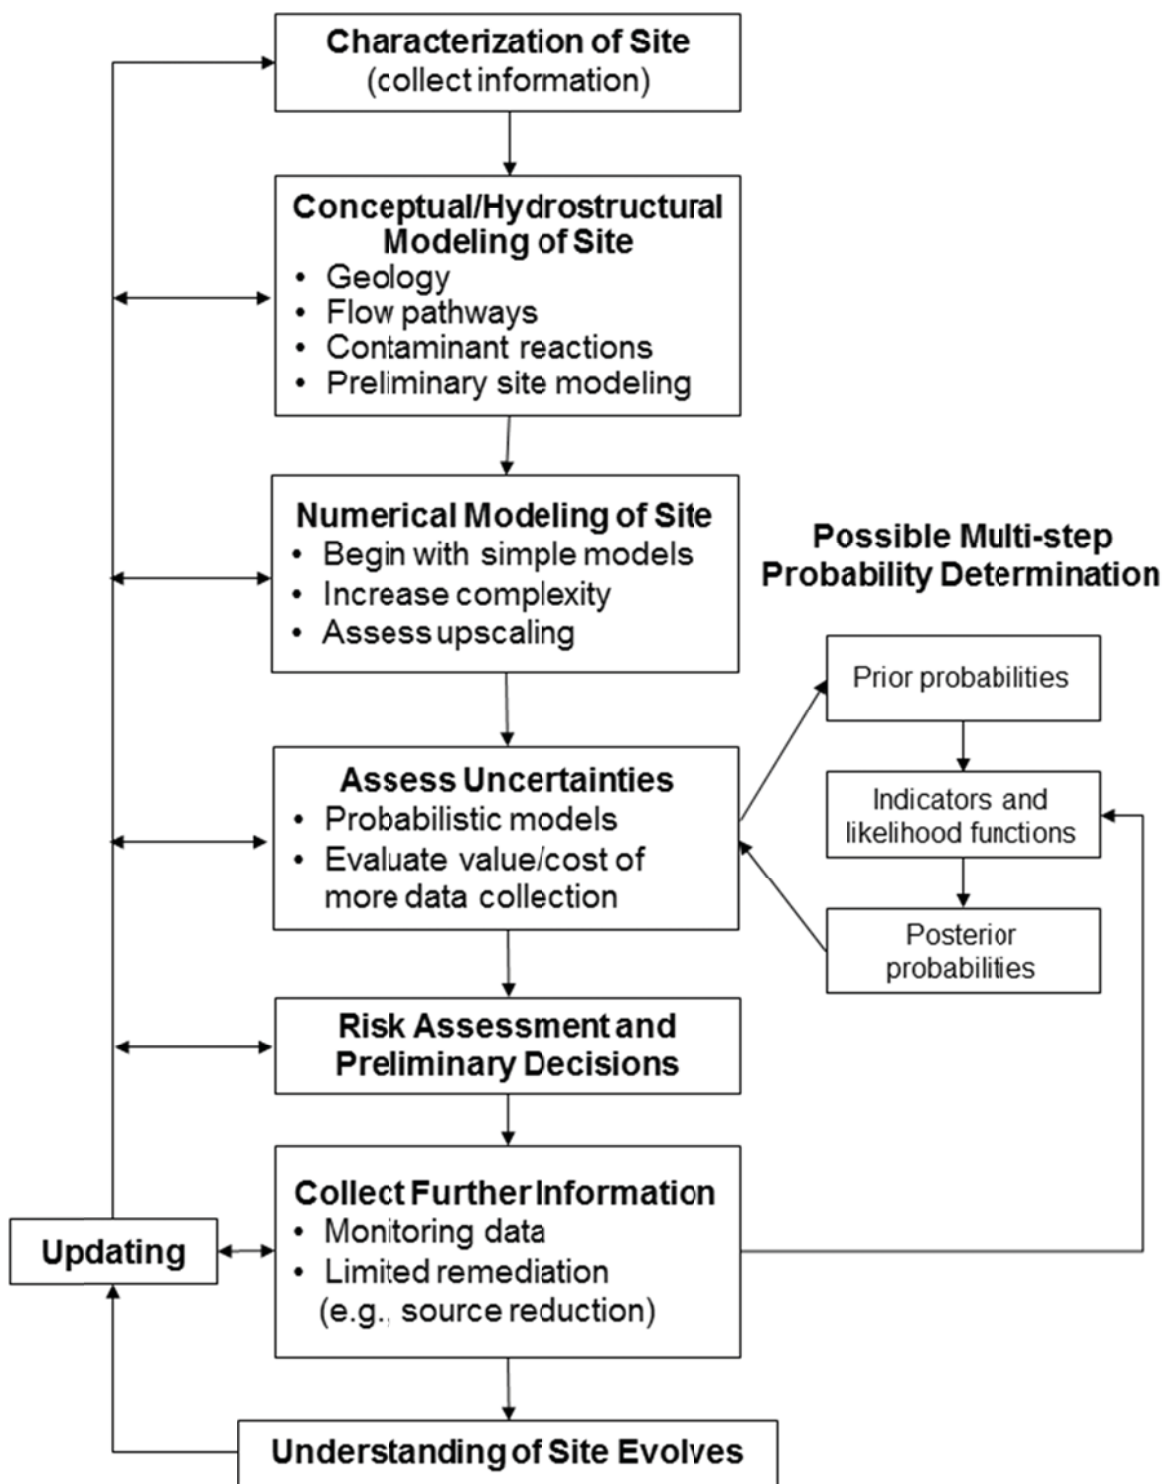 Characterization of Site
(collect information)
Conceptual/Hydrostructural
Modeling of Site
• Geology
• Flow pathways
• Contaminant reactions
• Preliminary site modeling
Numerical Modeling of Site
• Begin with simple models
• Increase complexity
• Assess upscaling
Possible Multi-step
Probability Determination
Prior probabilities
Indicators and
likelihood functions
Posterior
probabilities
Assess Uncertainties
• Probabilistic models
• Evaluate value/cost of
more data collection
Risk Assessment and
Preliminary Decisions
Collect Further Information
• Monitoring data
• Limited remediation
(e.g., source reduction)
Updating
Understanding of Site Evolves